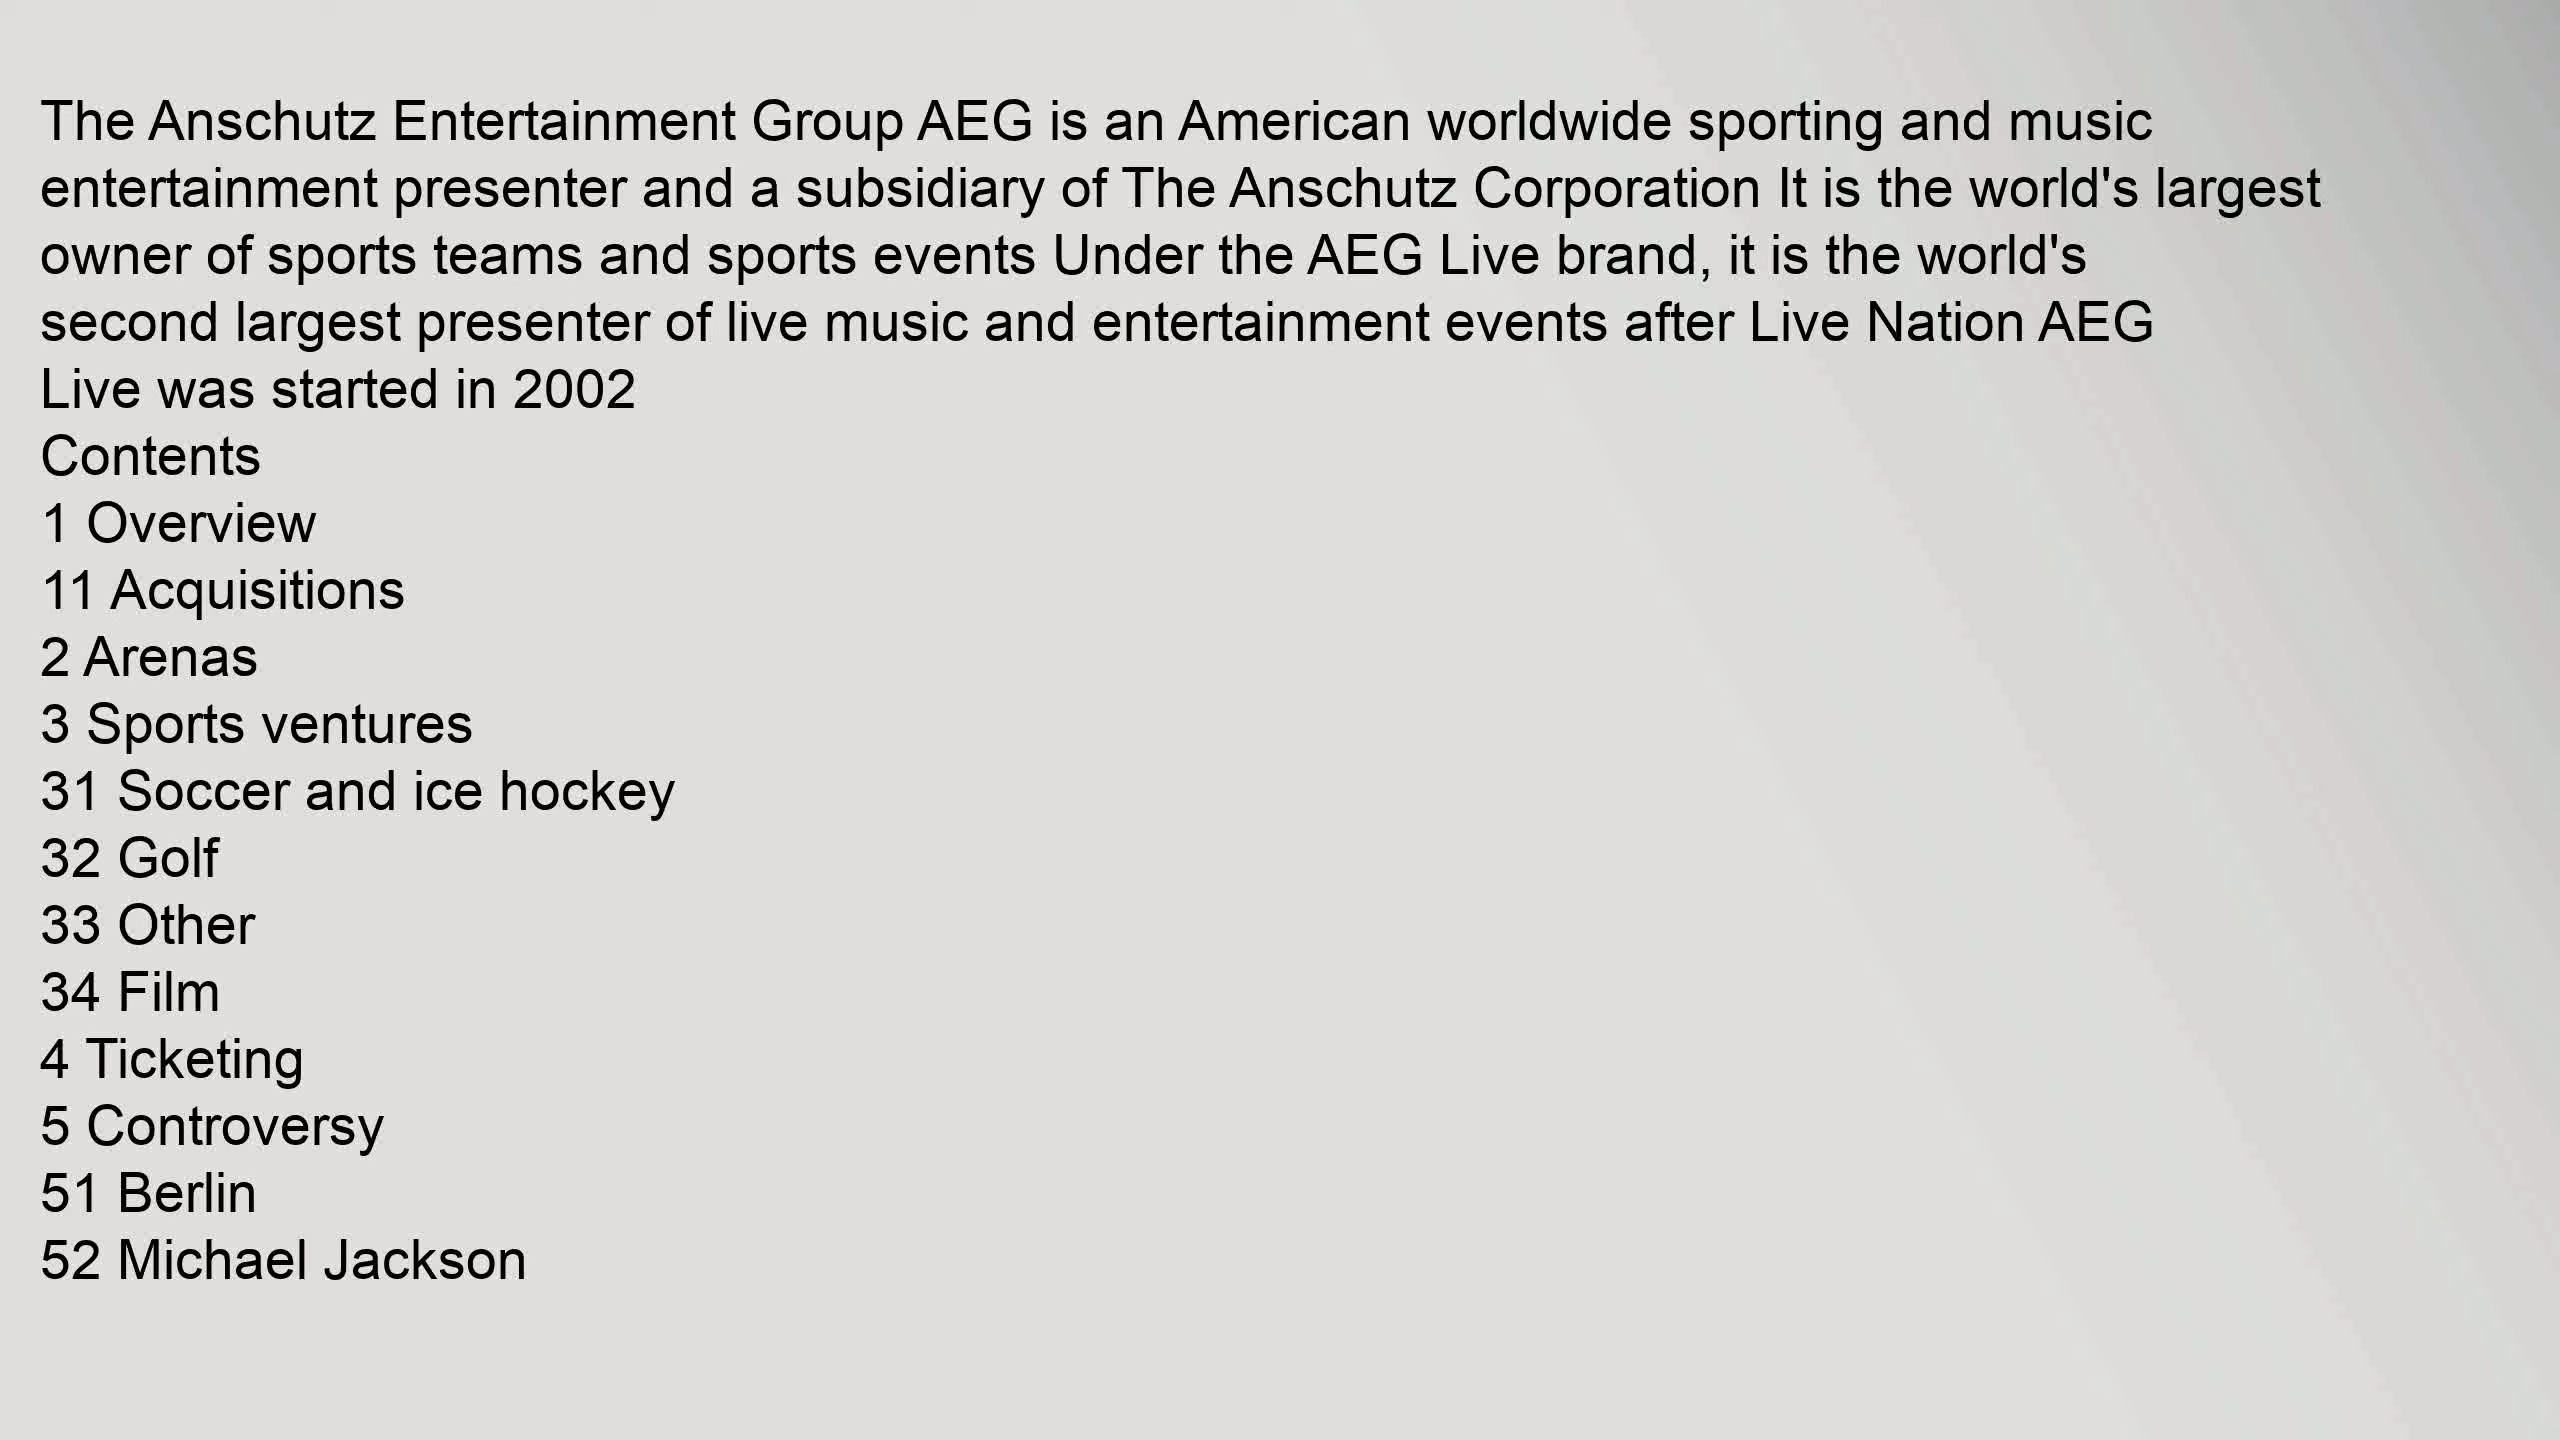 The Anschutz Entertainment Group AEG is an American worldwide sporting and music
entertainment presenter and a subsidiary of The Anschutz Corporation It is the world's largest
owner of sports teams and sports events Under the AEG Live brand, it is the world's
second largest presenter of live music and entertainment events after Live Nation AEG
Live was started in 2002
Contents
1 Overview
11 Acquisitions
2 Arenas
3 Sports ventures
31 Soccer and ice hockey
32 Golf
33 Other
34 Film
4 Ticketing
5 Controversy
51 Berlin
52 Michael Jackson